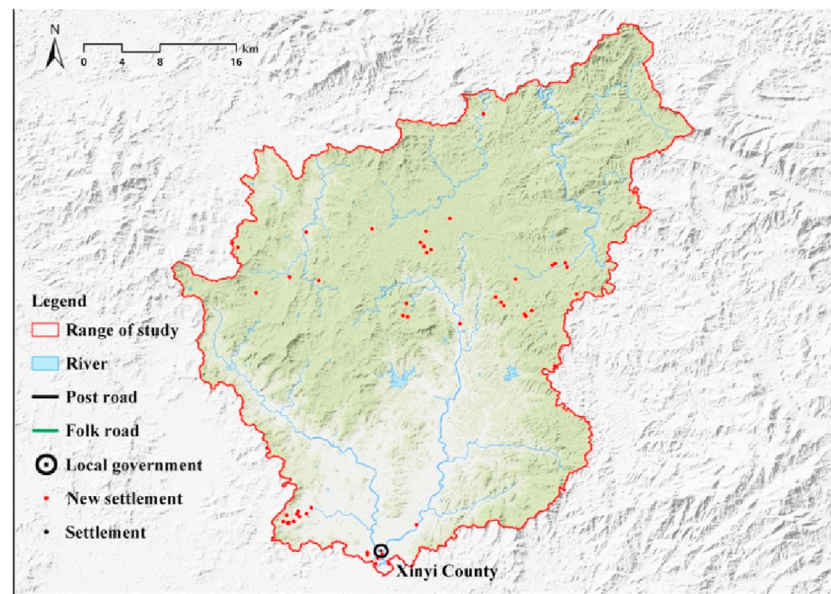 N
km
0 4 8 16
Legend
Range of study
River
Post road
Folk road
Local government
New settlement
Settlement
Xinyi County